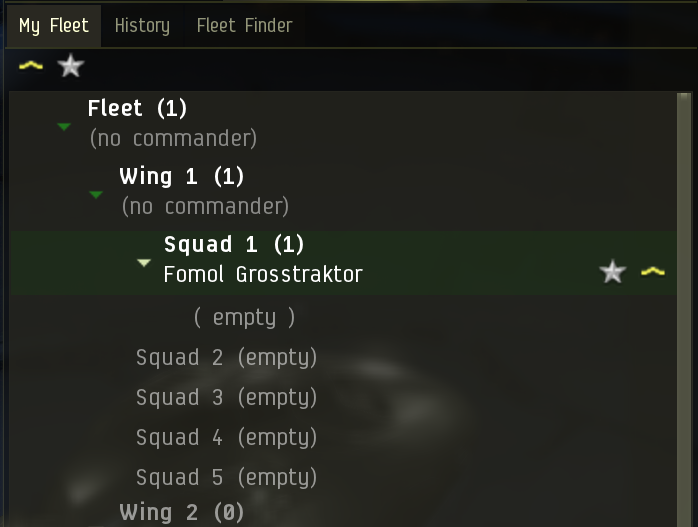 My Fleet History Fleet Finder
Fleet (1)
(no commander)
Wing 1 (1)
(no commander)
Squad 1 (1)
Fomol Grosstraktor
( empty )
Squad 2 (empty)
Squad 3 (empty)
Squad 4 (empty)
Squad 5 (empty)
Wing 2 (0)